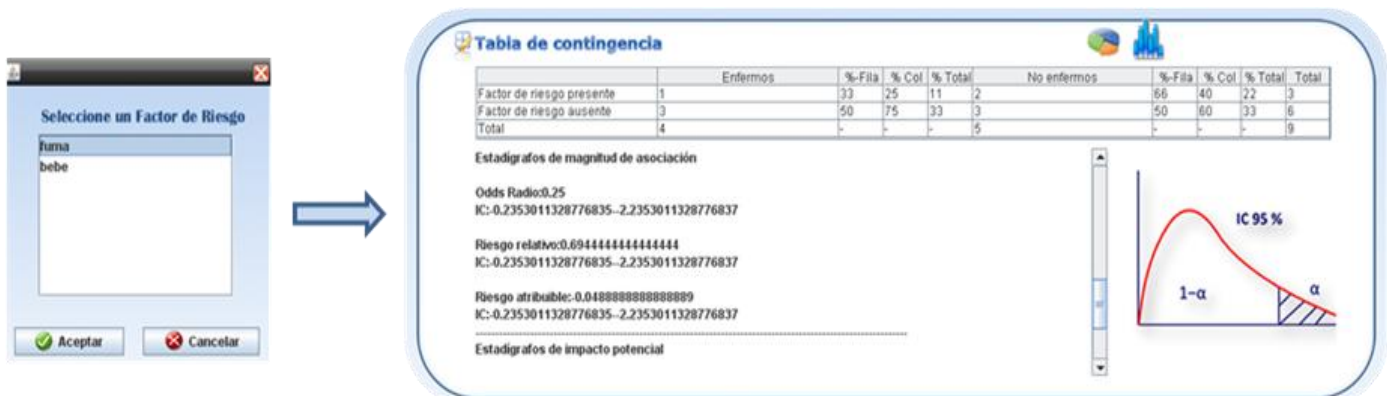 Seleccione un Factor de Riesgo
fuma
bebe
Aceptar
Cancelar
Tabla de contingencia
Enfermos %-Fila % Col % Total No enfermos %-Fila % Col % Total Total
Factor de riesgo presente 1 33 25 11 2 66 40 22 3
Factor de riesgo ausente 3 50 75 33 3 50 60 33 6
Total 4 - - - 5 - - - 9
Estadígrafos de magnitud de asociación
Odds Radio:0.25
IC:-0.2353011328776835--2.2353011328776837
Riesgo relativo:0.6944444444444444
IC:-0.2353011328776835--2.2353011328776837
Riesgo atribuible:-0.0488888888888889
IC:-0.2353011328776835--2.2353011328776837
Estadígrafos de impacto potencial
IC 95 %
1-α
α